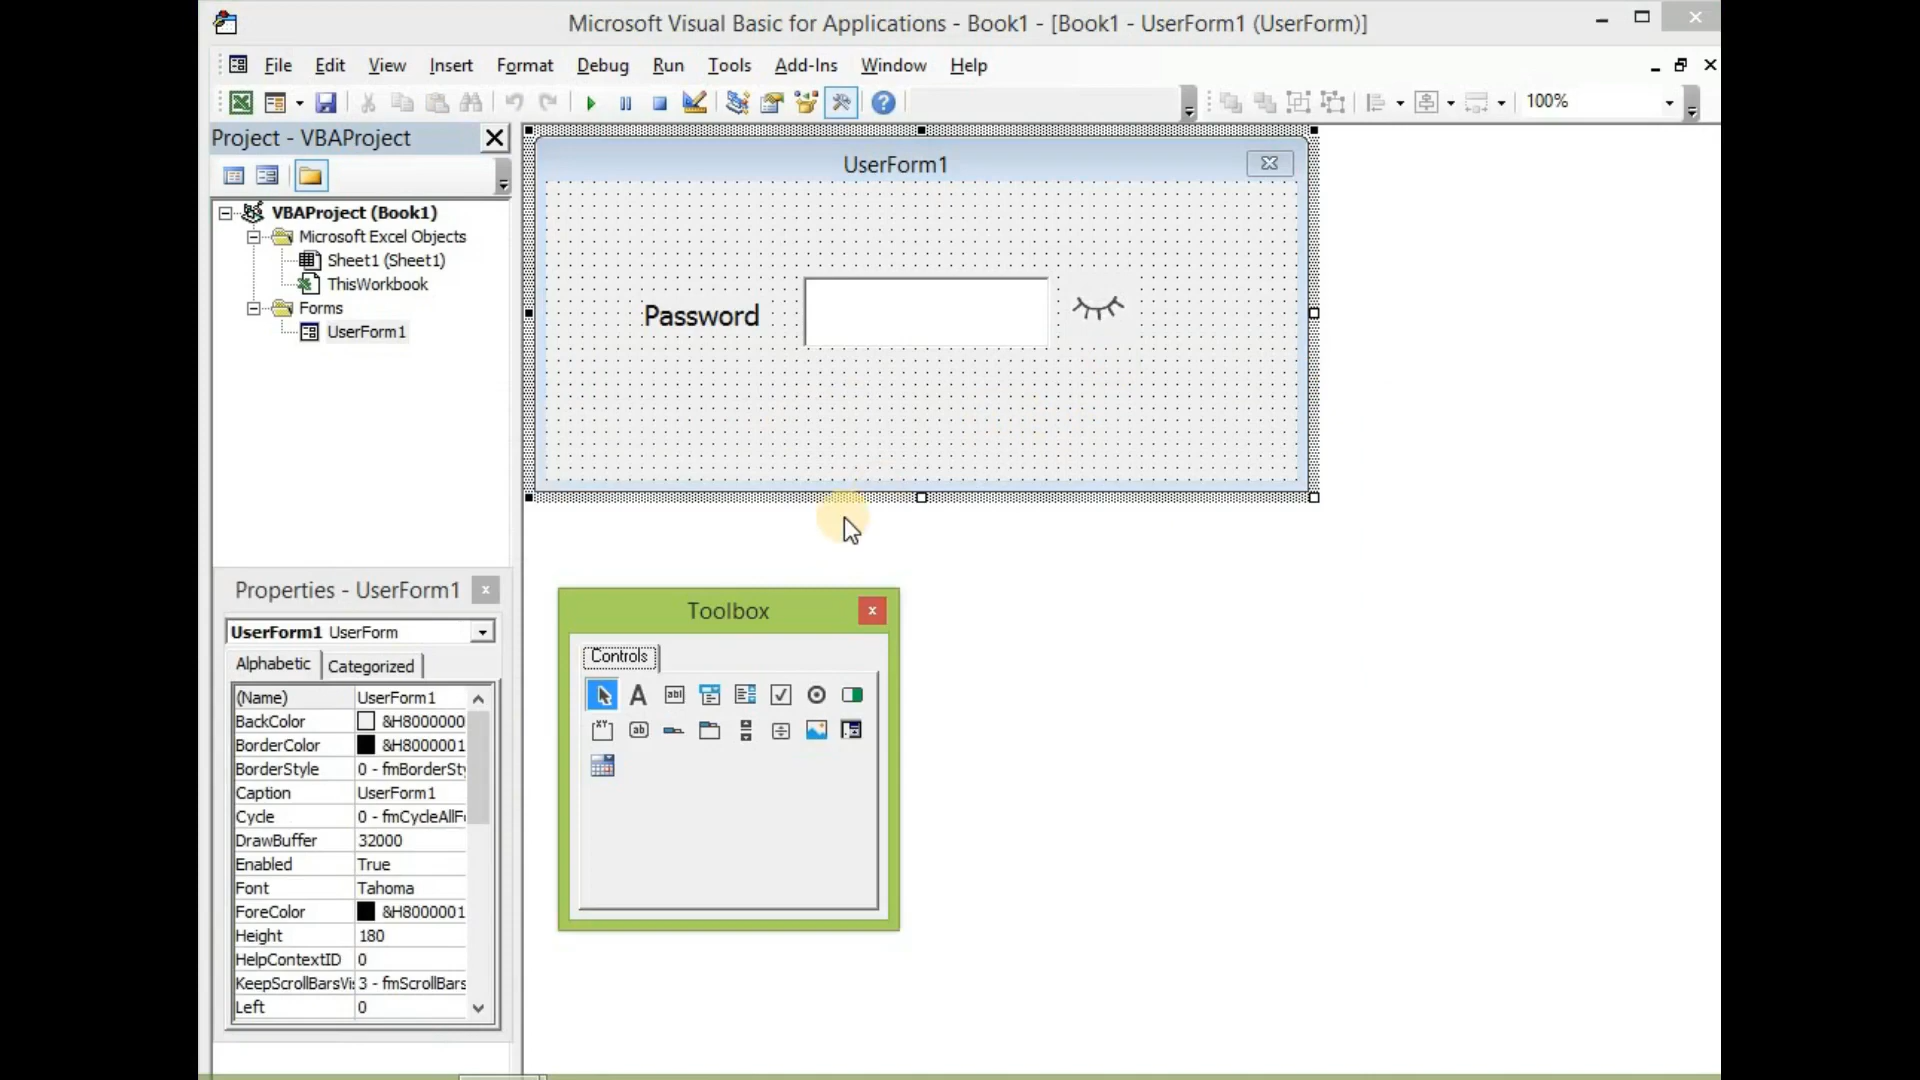 Microsoft Visual Basic for Applications - Book1 - [Book1 - UserForm1 (UserForm)]
File Edit View Insert Format Debug Run Tools Add-Ins Window Help
100%
Project - VBAProject
VBAProject (Book1)
Microsoft Excel Objects
Sheet1 (Sheet1)
ThisWorkbook
Forms
UserForm1
UserForm1
Password
Properties - UserForm1
UserForm1 UserForm
Alphabetic Categorized
(Name) UserForm1
BackColor &H8000000
BorderColor &H8000001
BorderStyle 0 - fmBorderSty
Caption UserForm1
Cycle 0 - fmCycleAllF
DrawBuffer 32000
Enabled True
Font Tahoma
ForeColor &H8000001
Height 180
HelpContextID 0
KeepScrollBarsVi 3 - fmScrollBars
Left 0
Toolbox
Controls
A abl
XY ab